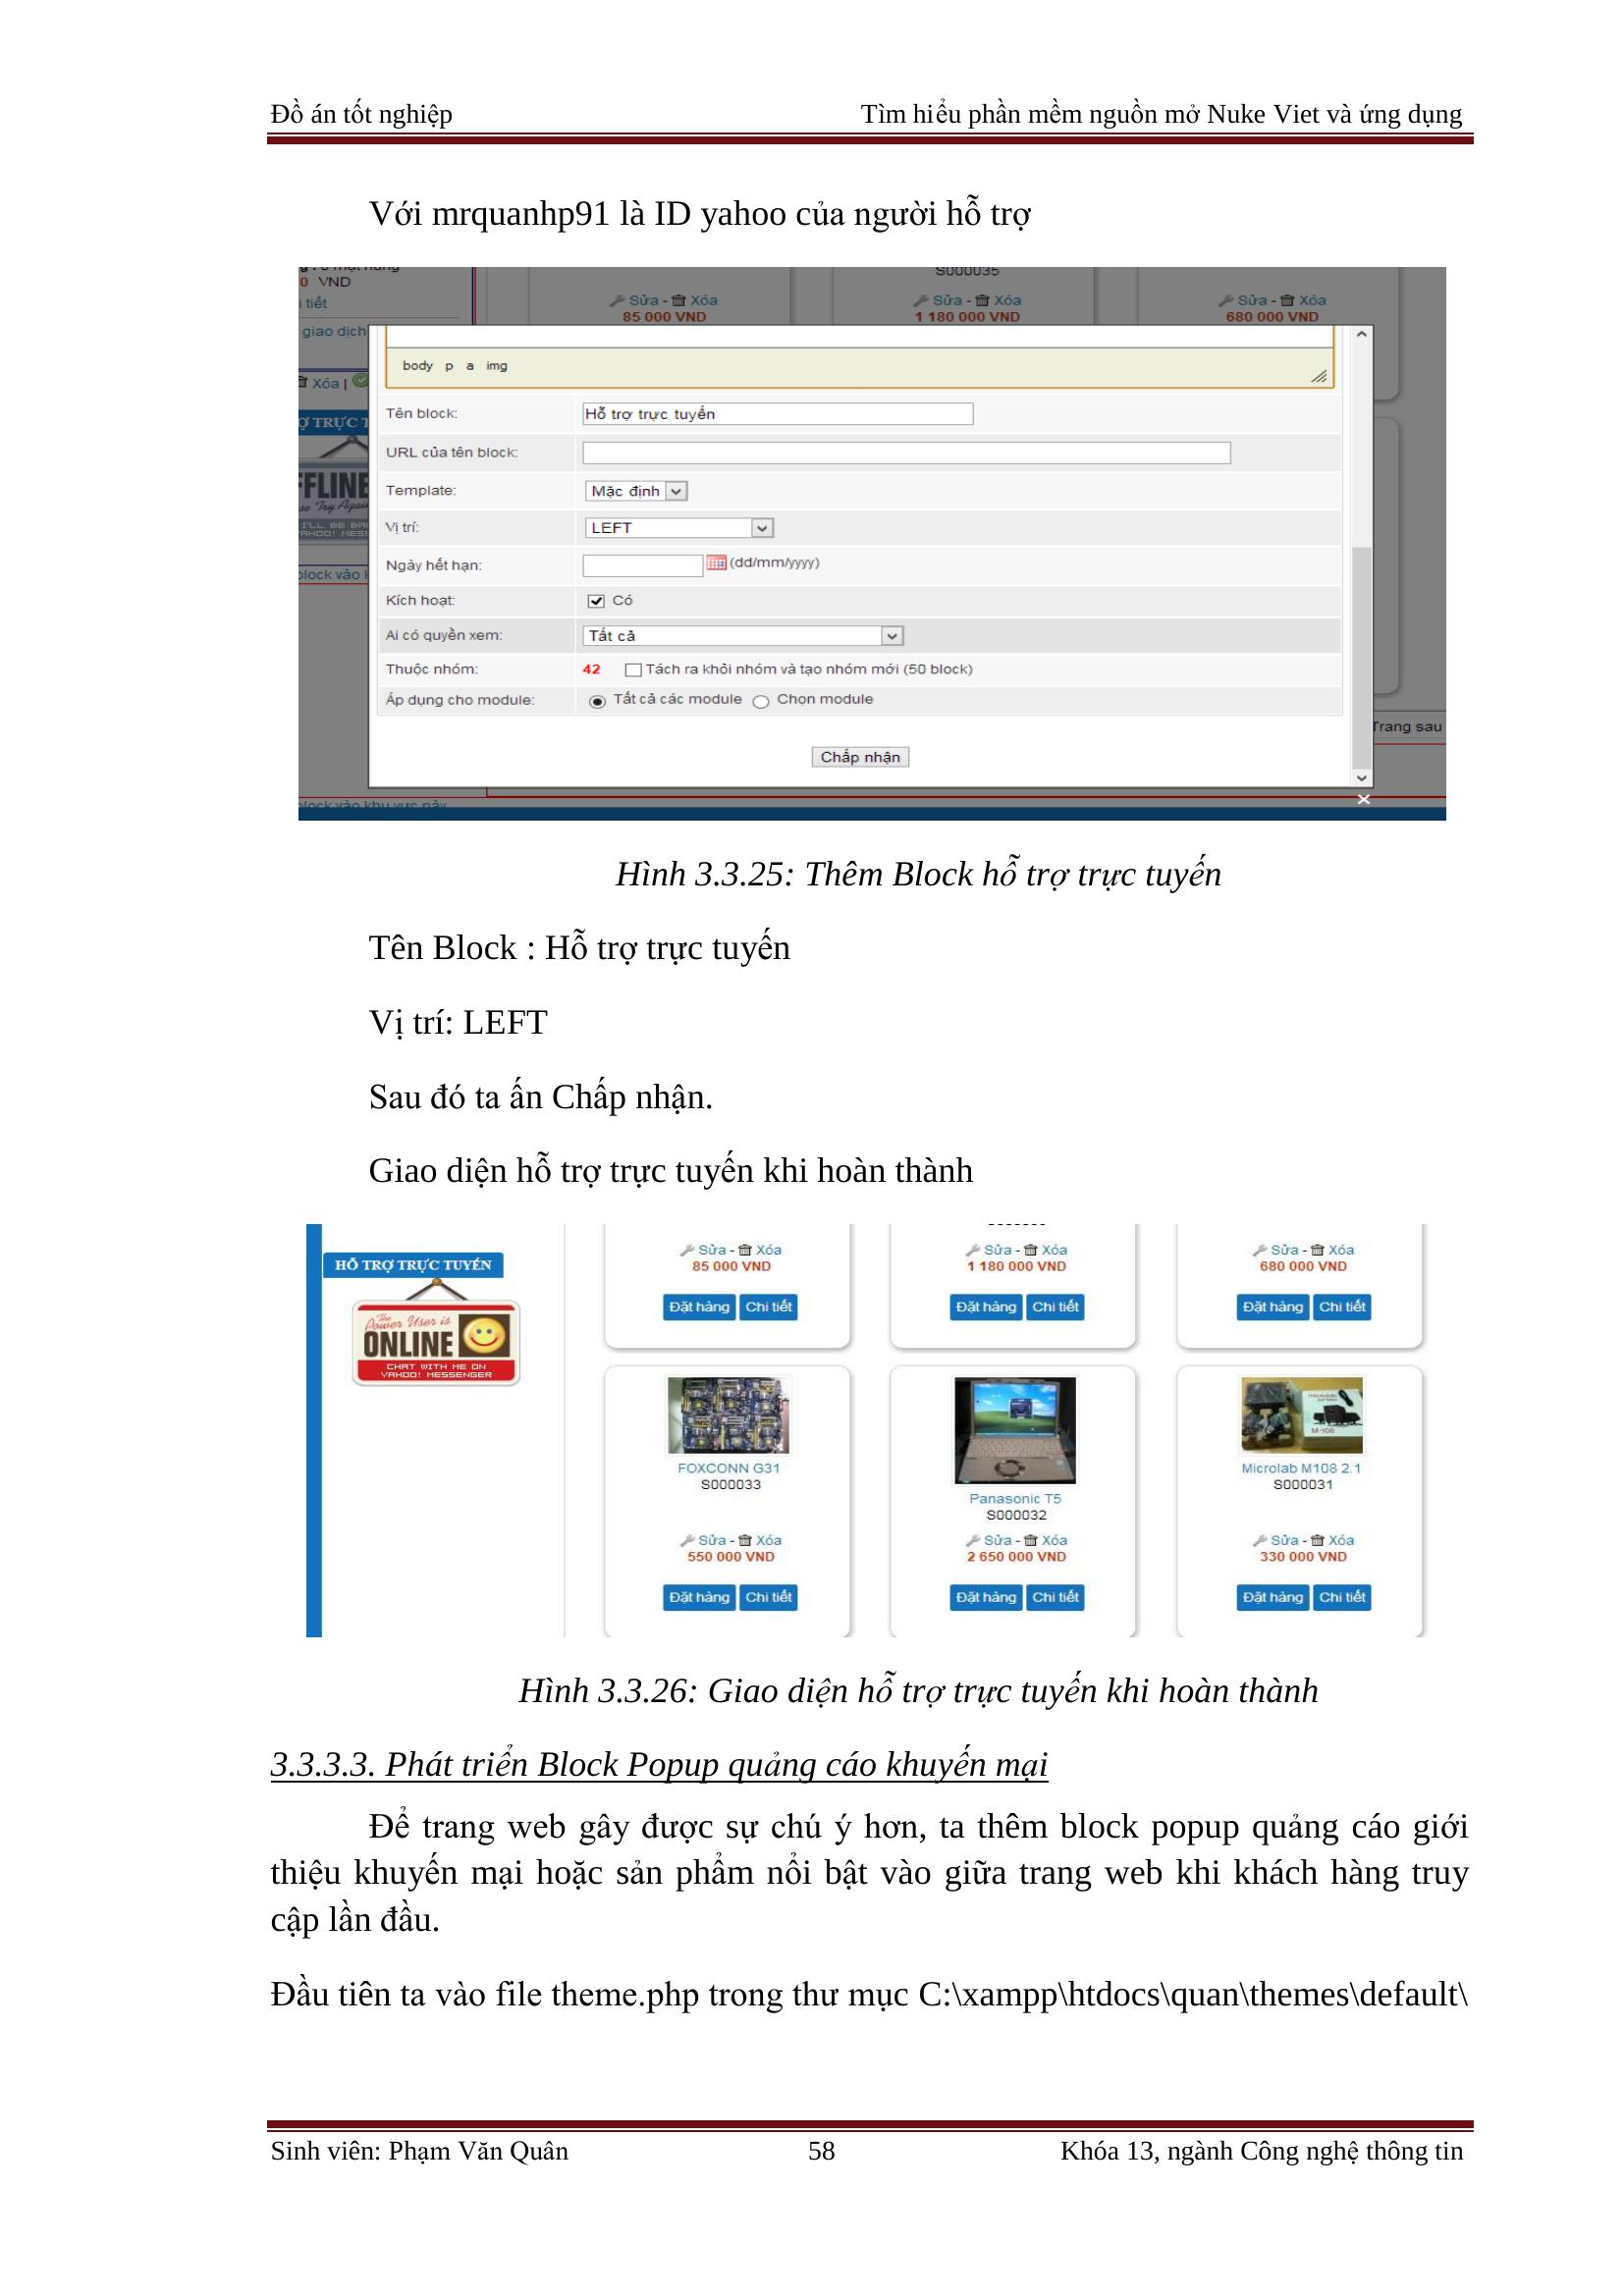 Đồ án tốt nghiệp Tìm hiểu phần mềm nguồn mở Nuke Viet và ứng dụng
Với mrquanhp91 là ID yahoo của người hỗ trợ
S000035
0 VND
Sửa - Xóa Sửa - Xóa Sửa - Xóa
i tiết
85 000 VND 1 180 000 VND 680 000 VND
giao dịch
body p a img
Xóa |
Tên block: Hỗ trợ trực tuyến
URL của tên block:
Template: Mặc định
Vị trí: LEFT
Ngày hết hạn: (dd/mm/yyyy)
Kích hoạt: Có
Ai có quyền xem: Tất cả
Thuộc nhóm: 42 Tách ra khỏi nhóm và tạo nhóm mới (50 block)
Áp dụng cho module: Tất cả các module Chọn module
Trang sau
Chấp nhận
Hình 3.3.25: Thêm Block hỗ trợ trực tuyến
Tên Block : Hỗ trợ trực tuyến
Vị trí: LEFT
Sau đó ta ấn Chấp nhận.
Giao diện hỗ trợ trực tuyến khi hoàn thành
Sửa - Xóa Sửa - Xóa Sửa - Xóa
HỖ TRỢ TRỰC TUYẾN
85 000 VND 1 180 000 VND 680 000 VND
Đặt hàng Chi tiết Đặt hàng Chi tiết Đặt hàng Chi tiết
The
Power User is
ONLINE
CHAT WITH ME ON
YAHOO! MESSENGER
FOXCONN G31
S000033
Panasonic T5
S000032
Microlab M108 2.1
S000031
Sửa - Xóa Sửa - Xóa Sửa - Xóa
550 000 VND 2 650 000 VND 330 000 VND
Đặt hàng Chi tiết Đặt hàng Chi tiết Đặt hàng Chi tiết
Hình 3.3.26: Giao diện hỗ trợ trực tuyến khi hoàn thành
3.3.3.3. Phát triển Block Popup quảng cáo khuyến mại
Để trang web gây được sự chú ý hơn, ta thêm block popup quảng cáo giới
thiệu khuyến mại hoặc sản phẩm nổi bật vào giữa trang web khi khách hàng truy
cập lần đầu.
Đầu tiên ta vào file theme.php trong thư mục C:\xampp\htdocs\quan\themes\default\
Sinh viên: Phạm Văn Quân 58 Khóa 13, ngành Công nghệ thông tin